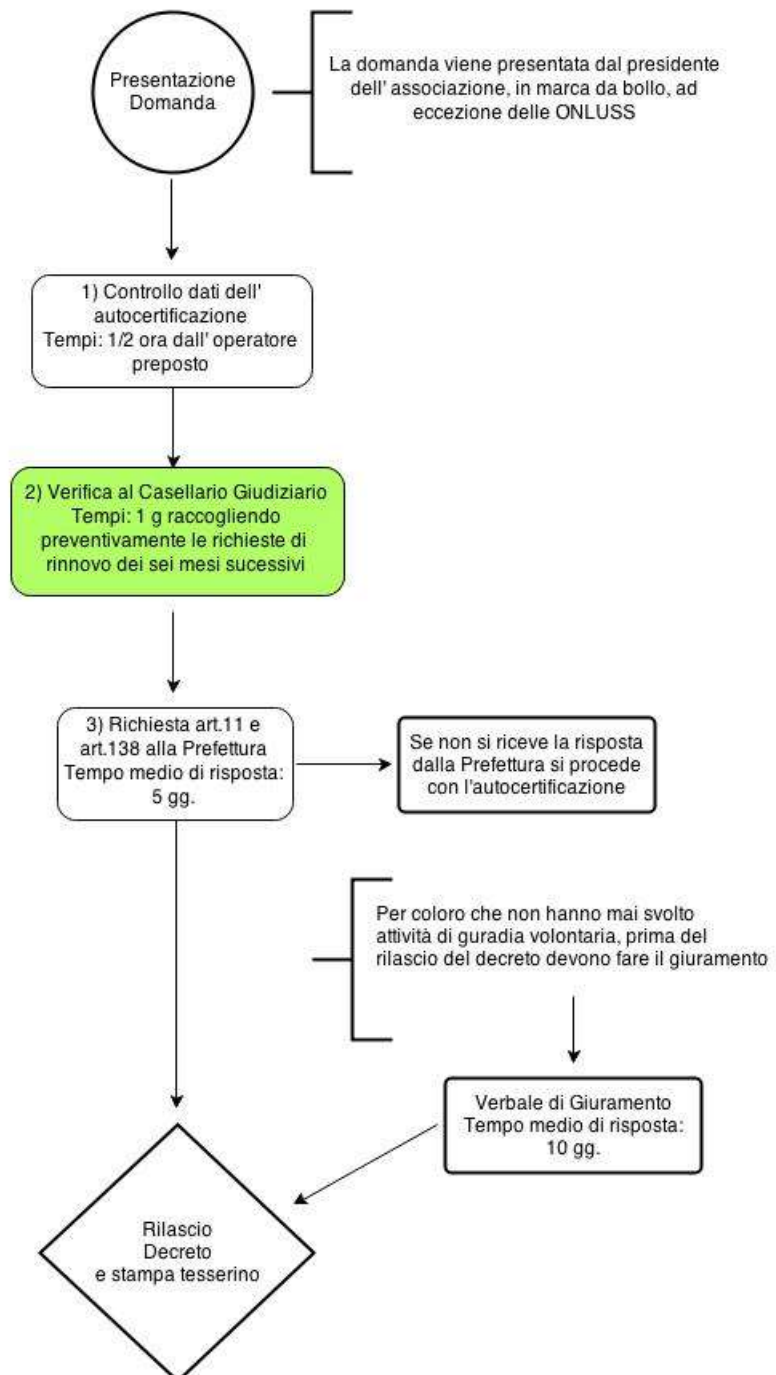 Presentazione
Domanda
La domanda viene presentata dal presidente
dell' associazione, in marca da bollo, ad
eccezione delle ONLUSS
1) Controllo dati dell'
autocertificazione
Tempi: 1/2 ora dall' operatore
preposto
2) Verifica al Casellario Giudiziario
Tempi: 1 g raccogliendo
preventivamente le richieste di
rinnovo dei sei mesi sucessivi
3) Richiesta art.11 e
art.138 alla Prefettura
Tempo medio di risposta:
5 gg.
Se non si riceve la risposta
dalla Prefettura si procede
con l'autocertificazione
Per coloro che non hanno mai svolto
attività di guradia volontaria, prima del
rilascio del decreto devono fare il giuramento
Verbale di Giuramento
Tempo medio di risposta:
10 gg.
Rilascio
Decreto
e stampa tesserino